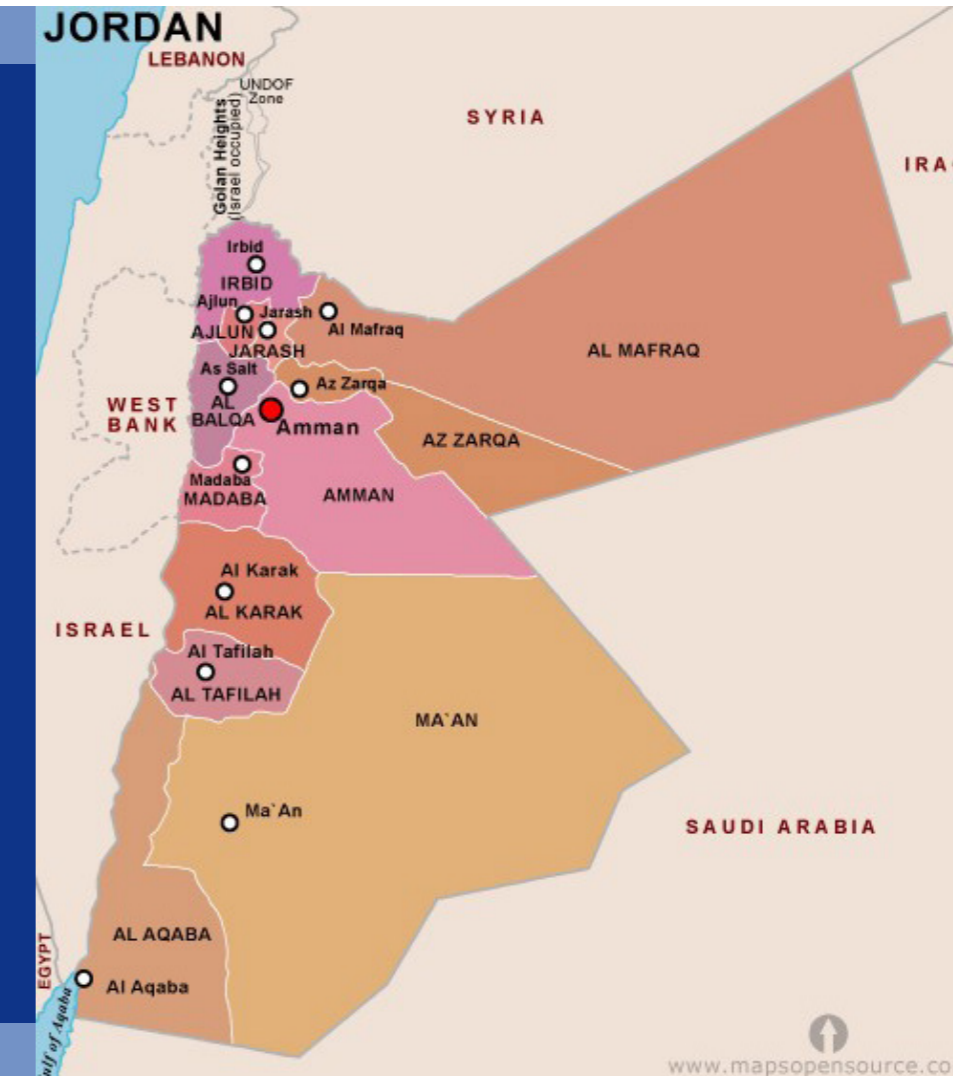 JORDAN
LEBANON
UNDOF
Zone
Golan Heights
(Israel occupied)
SYRIA
Irbid
IRBID
Ajlun
Jarash
AJLUN
JARASH
Al Mafraq
AL MAFRAQ
As Salt
AL
BALQA
Az Zarqa
AZ ZARQA
WEST
BANK
Amman
AMMAN
Madaba
MADABA
Al Karak
AL KARAK
ISRAEL
Al Tafilah
AL TAFILAH
MA`AN
Ma`An
SAUDI ARABIA
AL AQABA
EGYPT
Al Aqaba
of Aqaba
www.mapsopensource.co